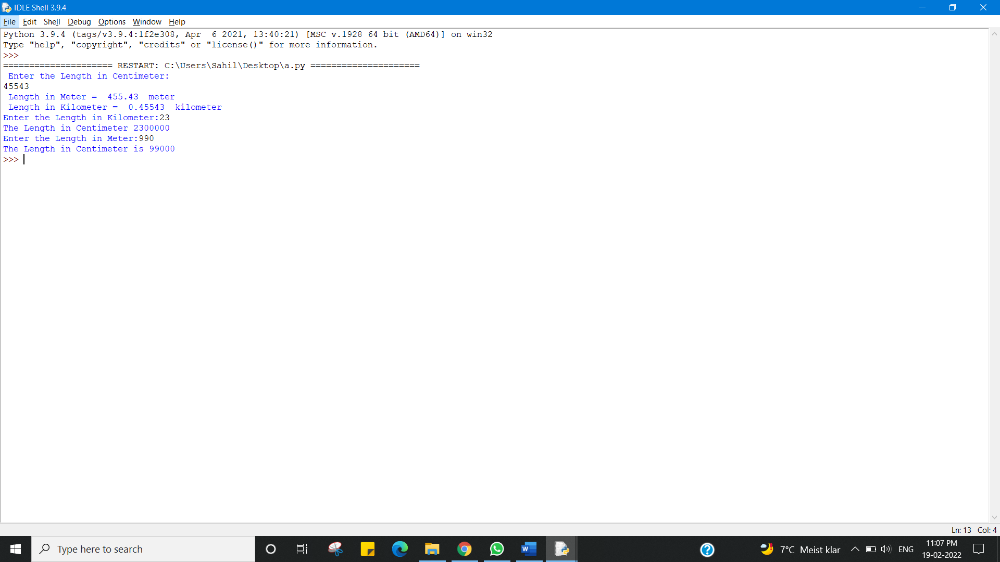 IDLE Shell 3.9.4
File Edit Shell Debug Options Window Help
Python 3.9.4 (tags/v3.9.4:1f2e308, Apr  6 2021, 13:40:21) [MSC v.1928 64 bit (AMD64)] on win32
Type "help", "copyright", "credits" or "license()" for more information.
>>>
===================== RESTART: C:\Users\Sahil\Desktop\a.py =====================
 Enter the Length in Centimeter:
45543
 Length in Meter =  455.43  meter
 Length in Kilometer =  0.45543  kilometer
Enter the Length in Kilometer:23
The Length in Centimeter 2300000
Enter the Length in Meter:990
The Length in Centimeter is 99000
>>>
Ln: 13 Col: 4
Type here to search
W
?
7°C Meist klar
ENG
11:07 PM
19-02-2022